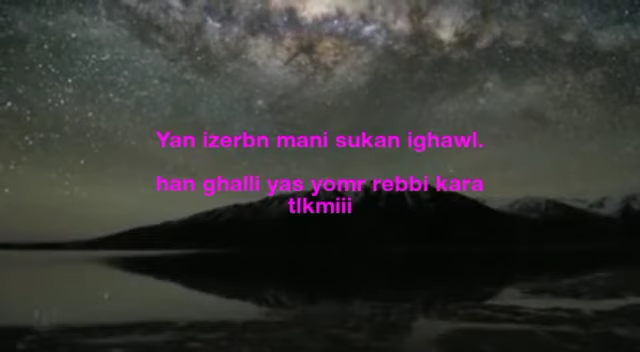 Yan izerbn mani sukan ighawl.
han ghalli yas yomr rebbi kara
tlkmiii